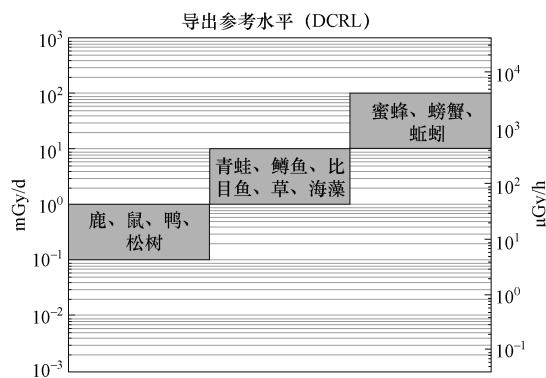 导出参考水平（DCRL）
10³
10²
10¹
10⁰
10⁻¹
10⁻²
10⁻³
mGy/d
鹿、鼠、鸭、
松树
青蛙、鳟鱼、比
目鱼、草、海藻
蜜蜂、螃蟹、
蚯蚓
10⁴
10³
10²
10¹
10⁰
10⁻¹
μGy/h